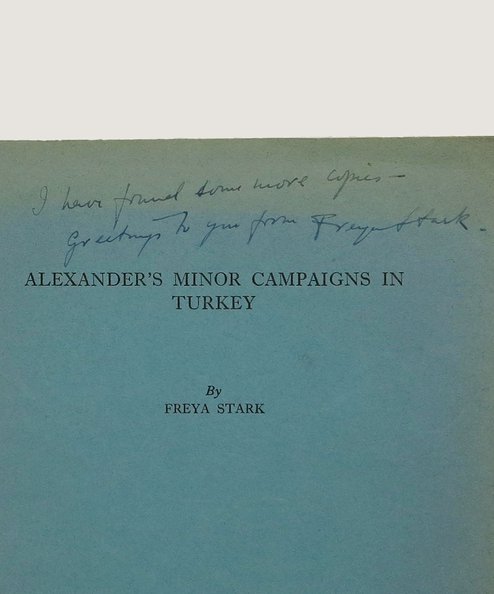 I have found some more copies —
Greetings to you from Freya Stark.
ALEXANDER'S MINOR CAMPAIGNS IN
TURKEY
By
FREYA STARK